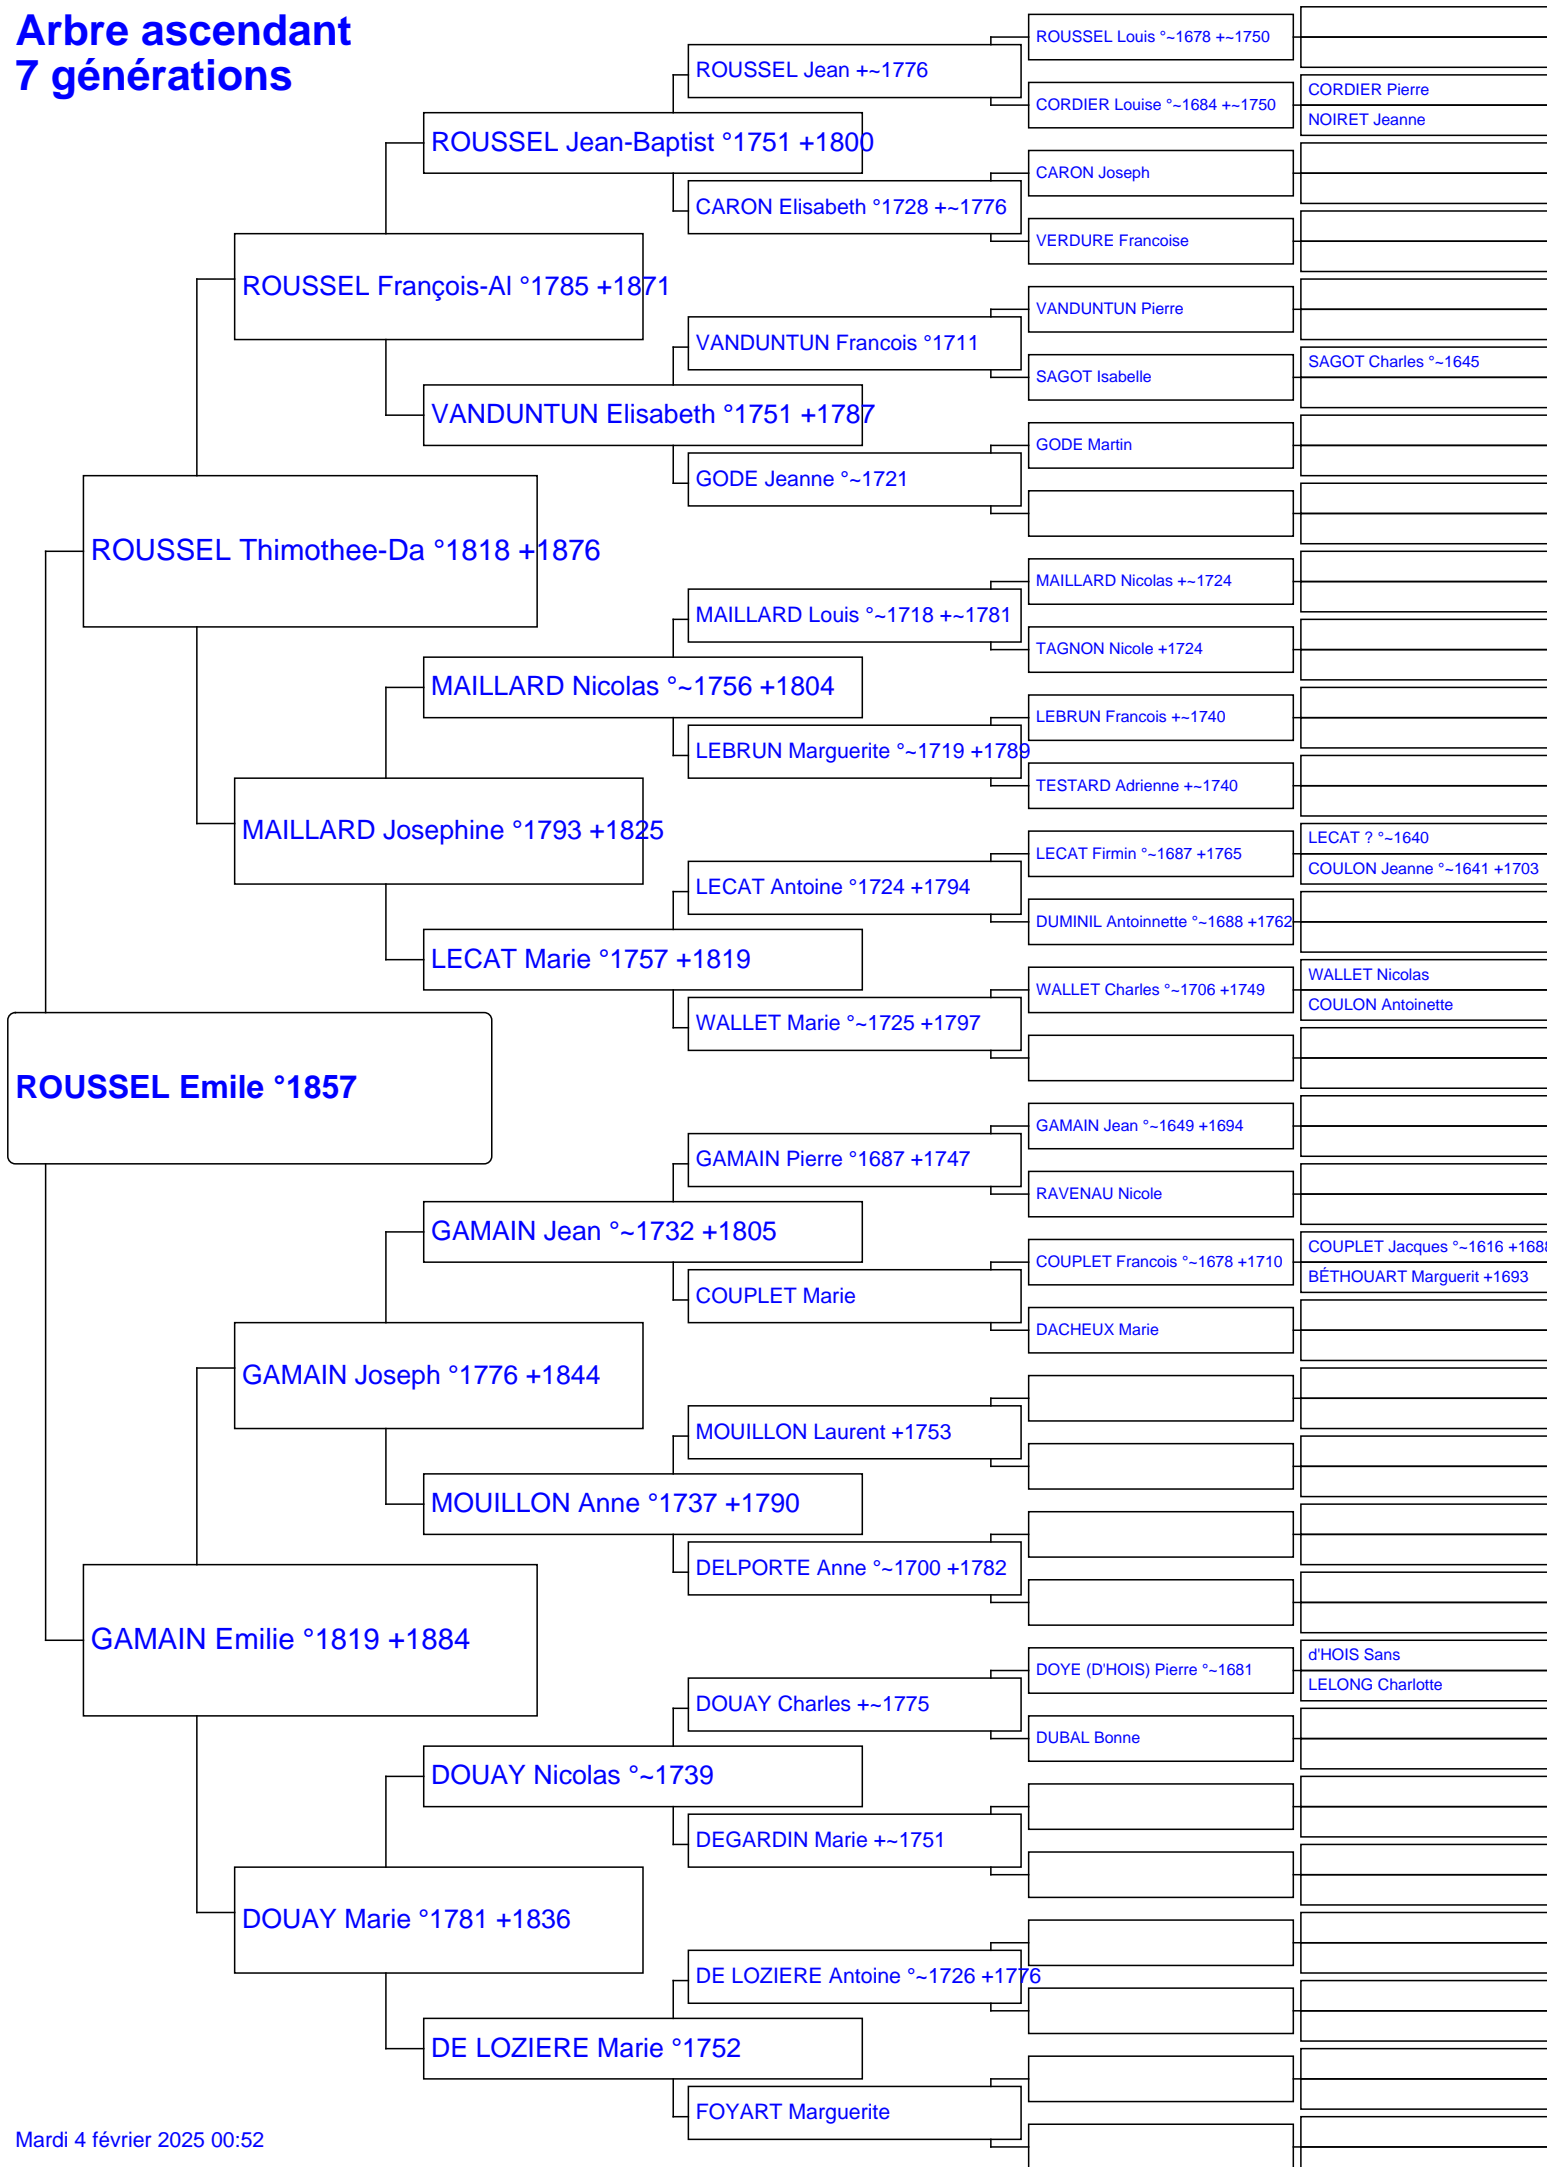 Arbre ascendant
7 générations
ROUSSEL Louis °~1678 +~1750
ROUSSEL Jean +~1776
CORDIER Pierre
CORDIER Louise °~1684 +~1750
NOIRET Jeanne
ROUSSEL Jean-Baptist °1751 +1800
CARON Joseph
CARON Elisabeth °1728 +~1776
VERDURE Francoise
ROUSSEL François-Al °1785 +1871
VANDUNTUN Pierre
VANDUNTUN Francois °1711
SAGOT Charles °~1645
SAGOT Isabelle
VANDUNTUN Elisabeth °1751 +1787
GODE Martin
GODE Jeanne °~1721
ROUSSEL Thimothee-Da °1818 +1876
MAILLARD Nicolas +~1724
MAILLARD Louis °~1718 +~1781
TAGNON Nicole +1724
MAILLARD Nicolas °~1756 +1804
LEBRUN Francois +~1740
LEBRUN Marguerite °~1719 +1789
TESTARD Adrienne +~1740
MAILLARD Josephine °1793 +1825
LECAT ? °~1640
LECAT Firmin °~1687 +1765
COULON Jeanne °~1641 +1703
LECAT Antoine °1724 +1794
DUMINIL Antoinnette °~1688 +1762
LECAT Marie °1757 +1819
WALLET Nicolas
WALLET Charles °~1706 +1749
COULON Antoinette
WALLET Marie °~1725 +1797
ROUSSEL Emile °1857
GAMAIN Jean °~1649 +1694
GAMAIN Pierre °1687 +1747
RAVENAU Nicole
GAMAIN Jean °~1732 +1805
COUPLET Jacques °~1616 +1688
COUPLET Francois °~1678 +1710
BÉTHOUART Marguerit +1693
COUPLET Marie
DACHEUX Marie
GAMAIN Joseph °1776 +1844
MOUILLON Laurent +1753
MOUILLON Anne °1737 +1790
DELPORTE Anne °~1700 +1782
GAMAIN Emilie °1819 +1884
d'HOIS Sans
DOYE (D'HOIS) Pierre °~1681
LELONG Charlotte
DOUAY Charles +~1775
DUBAL Bonne
DOUAY Nicolas °~1739
DEGARDIN Marie +~1751
DOUAY Marie °1781 +1836
DE LOZIERE Antoine °~1726 +1776
DE LOZIERE Marie °1752
FOYART Marguerite
Mardi 4 février 2025 00:52